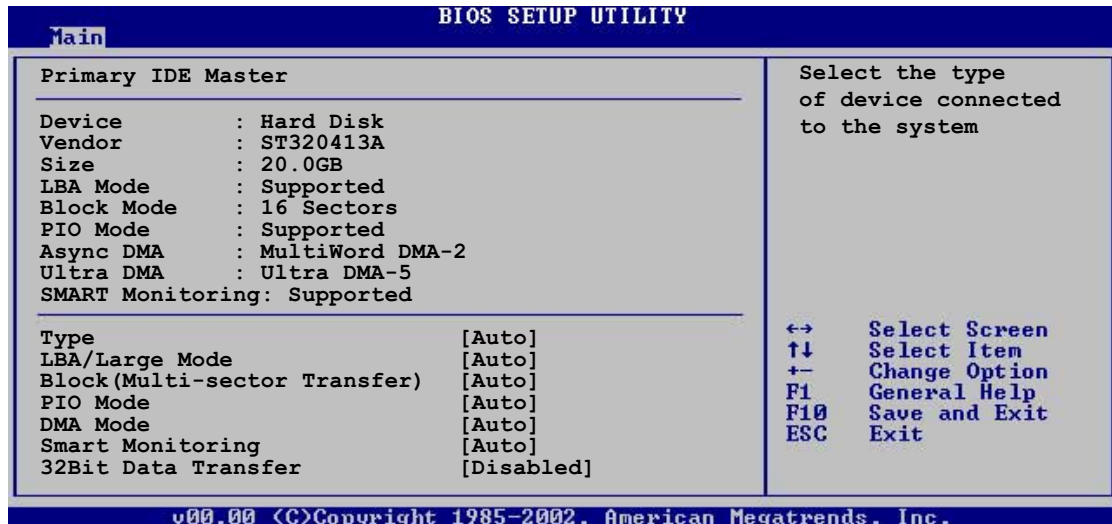 BIOS SETUP UTILITY
Main
Primary IDE Master
Device : Hard Disk
Vendor : ST320413A
Size : 20.0GB
LBA Mode : Supported
Block Mode : 16 Sectors
PIO Mode : Supported
Async DMA : MultiWord DMA-2
Ultra DMA : Ultra DMA-5
SMART Monitoring: Supported
Type [Auto]
LBA/Large Mode [Auto]
Block(Multi-sector Transfer) [Auto]
PIO Mode [Auto]
DMA Mode [Auto]
Smart Monitoring [Auto]
32Bit Data Transfer [Disabled]
Select the type
of device connected
to the system
←→ Select Screen
↑↓ Select Item
+- Change Option
F1 General Help
F10 Save and Exit
ESC Exit
v00.00 (C)Copyright 1985-2002, American Megatrends, Inc.